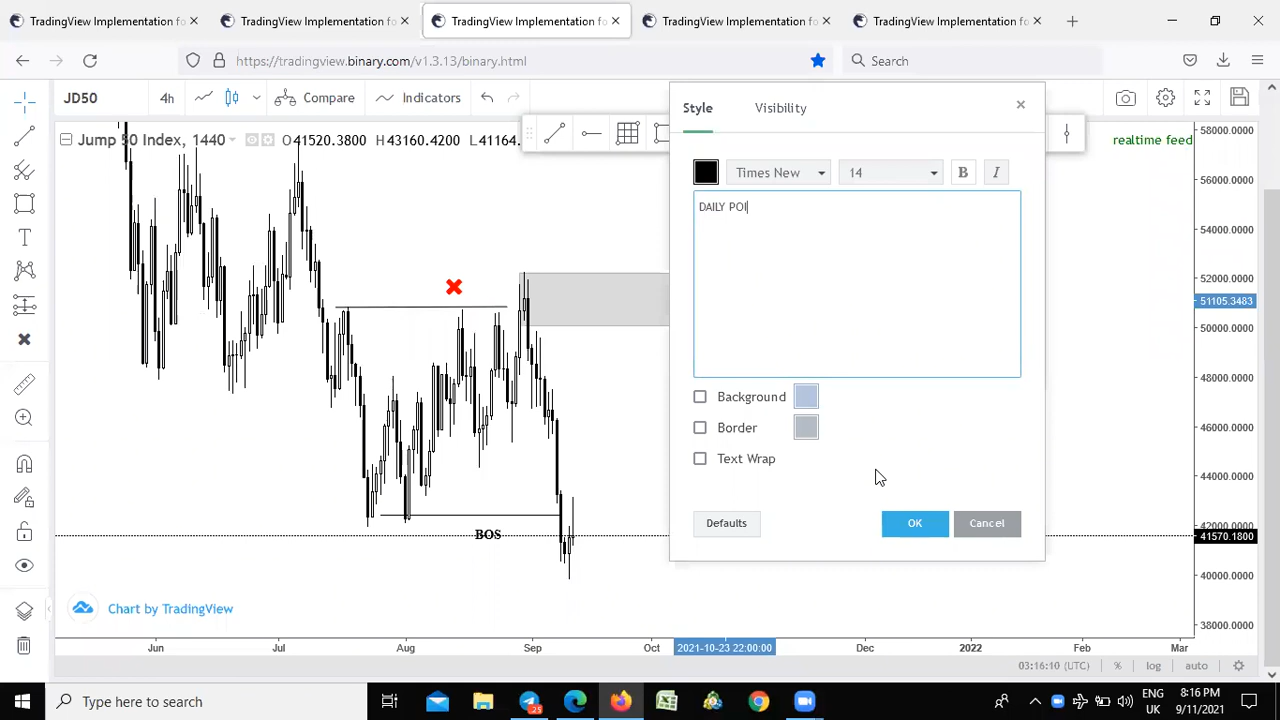 TradingView Implementation fo
TradingView Implementation fo
TradingView Implementation fo
TradingView Implementation fo
TradingView Implementation fo
https://tradingview.binary.com/v1.3.13/binary.html
Search
JD50
4h
Compare
Indicators
Style
Visibility
Jump 50 Index, 1440
O41520.3800 H43160.4200 L41164.
realtime feed
58000.0000
56000.0000
54000.0000
52000.0000
51105.3483
50000.0000
48000.0000
46000.0000
44000.0000
42000.0000
41570.1800
40000.0000
38000.0000
Times New
14
B
I
DAILY POI
Background
Border
Text Wrap
Defaults
OK
Cancel
BOS
Chart by TradingView
Jun
Jul
Aug
Sep
Oct
2021-10-23 22:00:00
Dec
2022
Feb
Mar
03:16:10 (UTC)
%
log
auto
Type here to search
25
ENG
UK
8:16 PM
9/11/2021